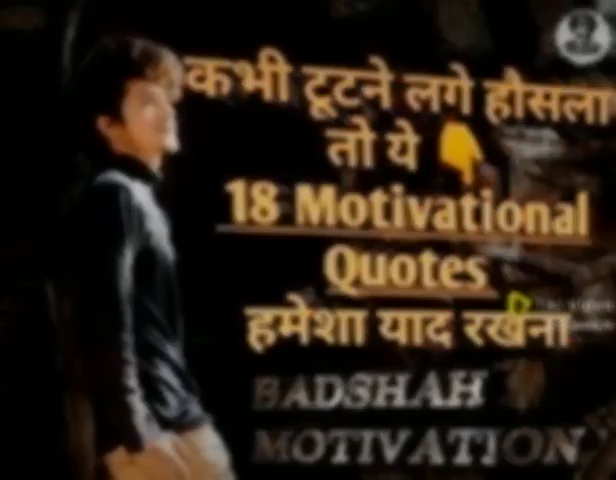 कभी टूटने लगे हौसला
तो ये
18 Motivational
Quotes
हमेशा याद रखना
BADSHAH
MOTIVATION